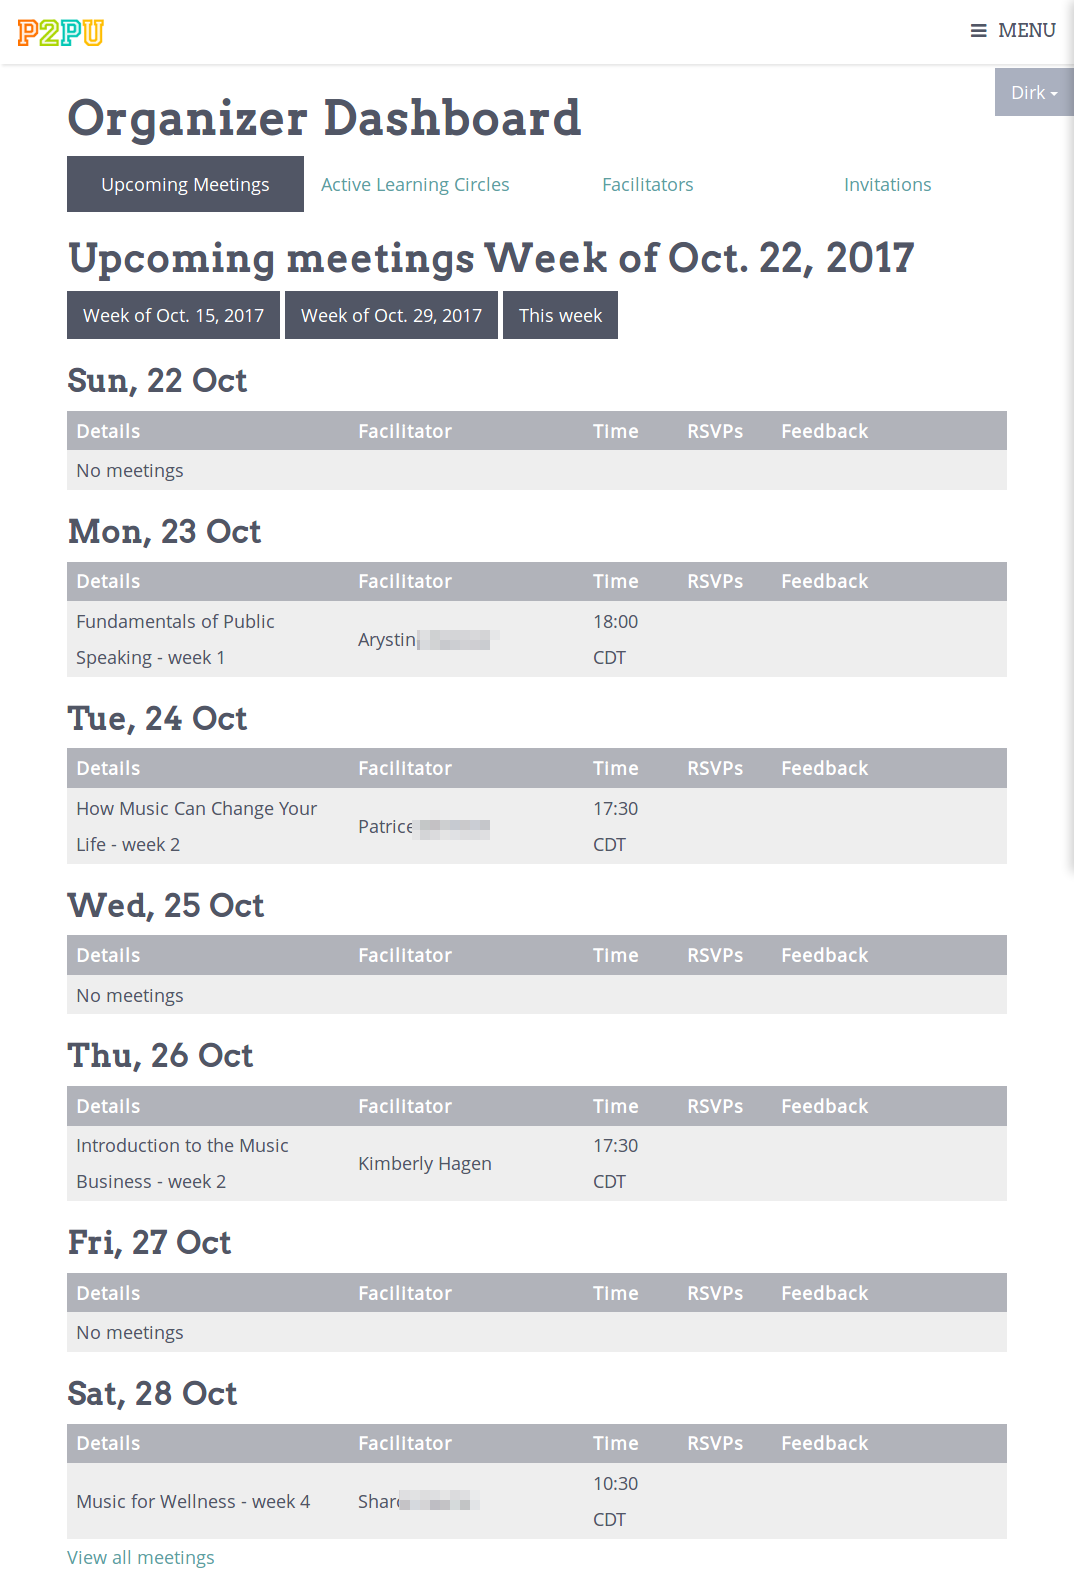 P2PU
MENU
Dirk
Organizer Dashboard
Upcoming Meetings Active Learning Circles Facilitators Invitations
Upcoming meetings Week of Oct. 22, 2017
Week of Oct. 15, 2017 Week of Oct. 29, 2017 This week
Sun, 22 Oct
Details Facilitator Time RSVPs Feedback
No meetings
Mon, 23 Oct
Details Facilitator Time RSVPs Feedback
Fundamentals of Public
Speaking - week 1
Arystin
18:00
CDT
Tue, 24 Oct
Details Facilitator Time RSVPs Feedback
How Music Can Change Your
Life - week 2
Patrice
17:30
CDT
Wed, 25 Oct
Details Facilitator Time RSVPs Feedback
No meetings
Thu, 26 Oct
Details Facilitator Time RSVPs Feedback
Introduction to the Music
Business - week 2
Kimberly Hagen
17:30
CDT
Fri, 27 Oct
Details Facilitator Time RSVPs Feedback
No meetings
Sat, 28 Oct
Details Facilitator Time RSVPs Feedback
Music for Wellness - week 4
10:30
CDT
View all meetings